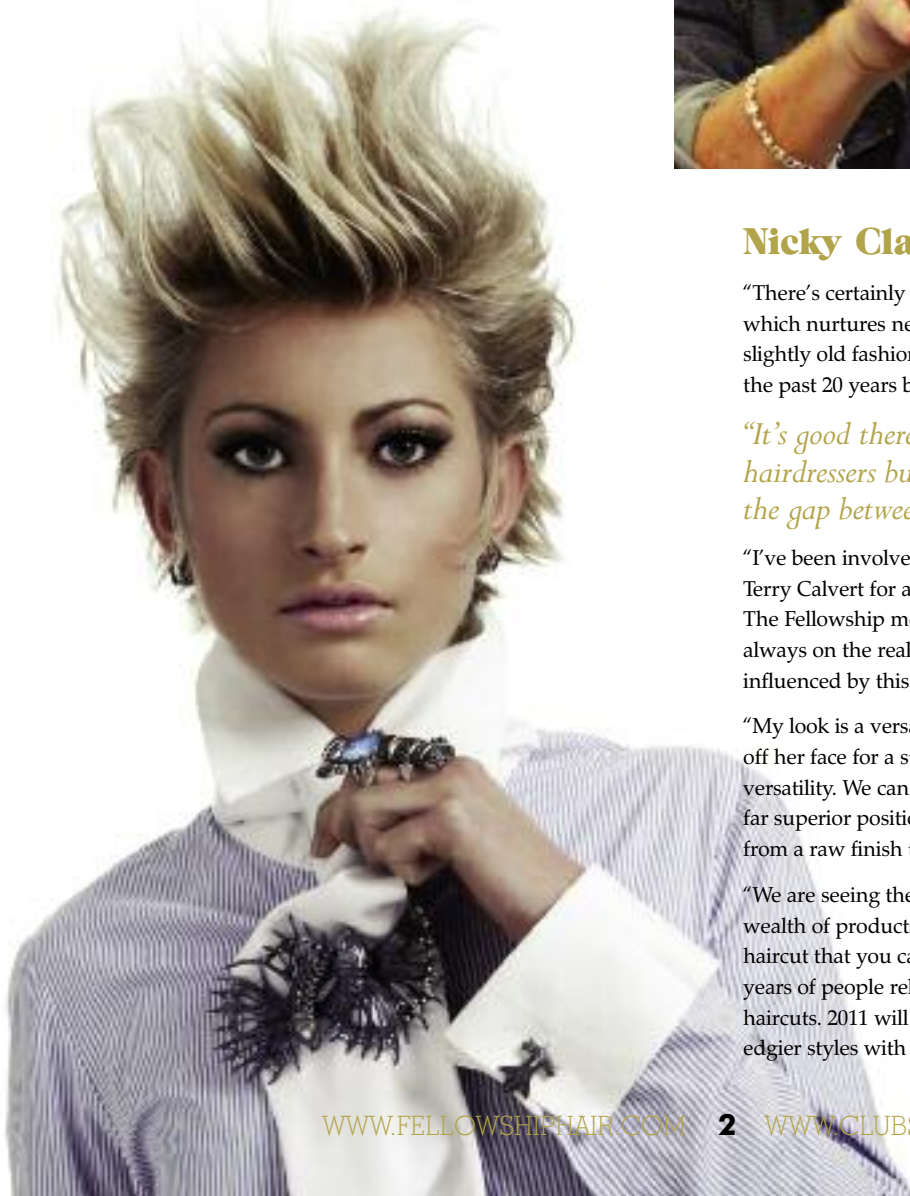 Nicky Cla
“There’s certainly
which nurtures ne
slightly old fashion
the past 20 years b
“It’s good there
hairdressers bu
the gap betwee
“I’ve been involve
Terry Calvert for a
The Fellowship m
always on the real
influenced by this
“My look is a versa
off her face for a s
versatility. We can
far superior positi
from a raw finish t
“We are seeing the
wealth of product
haircut that you ca
years of people rel
haircuts. 2011 will
edgier styles with
WWW.FELLOWSHIPHAIR.COM 2 WWW.CLUBS